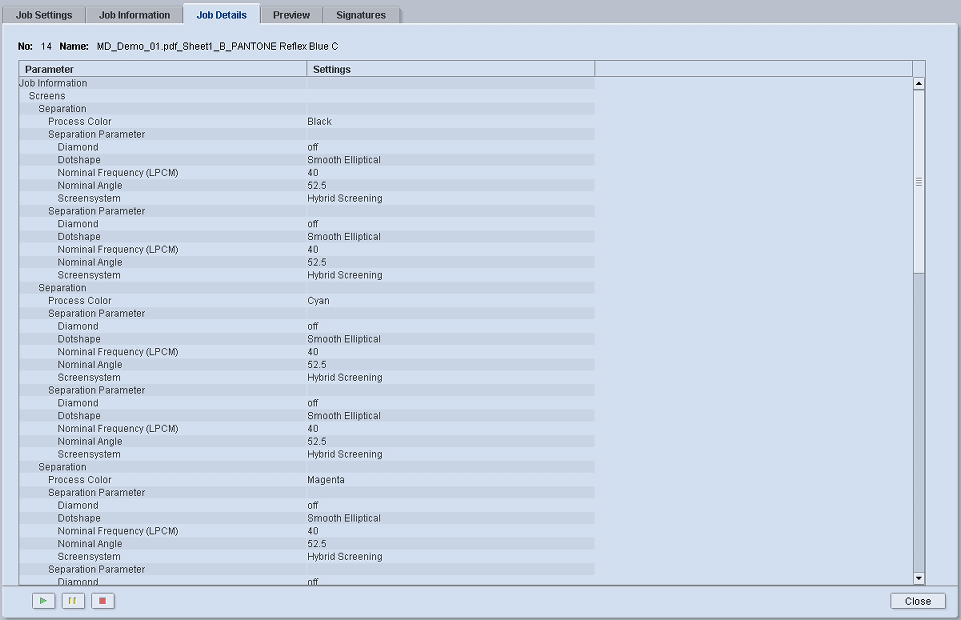 Job Settings Job Information Job Details Preview Signatures
No: 14 Name: MD_Demo_01.pdf_Sheet1_B_PANTONE Reflex Blue C
Parameter Settings
Job Information
Screens
Separation
Process Color Black
Separation Parameter
Diamond off
Dotshape Smooth Elliptical
Nominal Frequency (LPCM) 40
Nominal Angle 52.5
Screensystem Hybrid Screening
Separation Parameter
Diamond off
Dotshape Smooth Elliptical
Nominal Frequency (LPCM) 40
Nominal Angle 52.5
Screensystem Hybrid Screening
Separation
Process Color Cyan
Separation Parameter
Diamond off
Dotshape Smooth Elliptical
Nominal Frequency (LPCM) 40
Nominal Angle 52.5
Screensystem Hybrid Screening
Separation Parameter
Diamond off
Dotshape Smooth Elliptical
Nominal Frequency (LPCM) 40
Nominal Angle 52.5
Screensystem Hybrid Screening
Separation
Process Color Magenta
Separation Parameter
Diamond off
Dotshape Smooth Elliptical
Nominal Frequency (LPCM) 40
Nominal Angle 52.5
Screensystem Hybrid Screening
Separation Parameter
Diamond off
Close